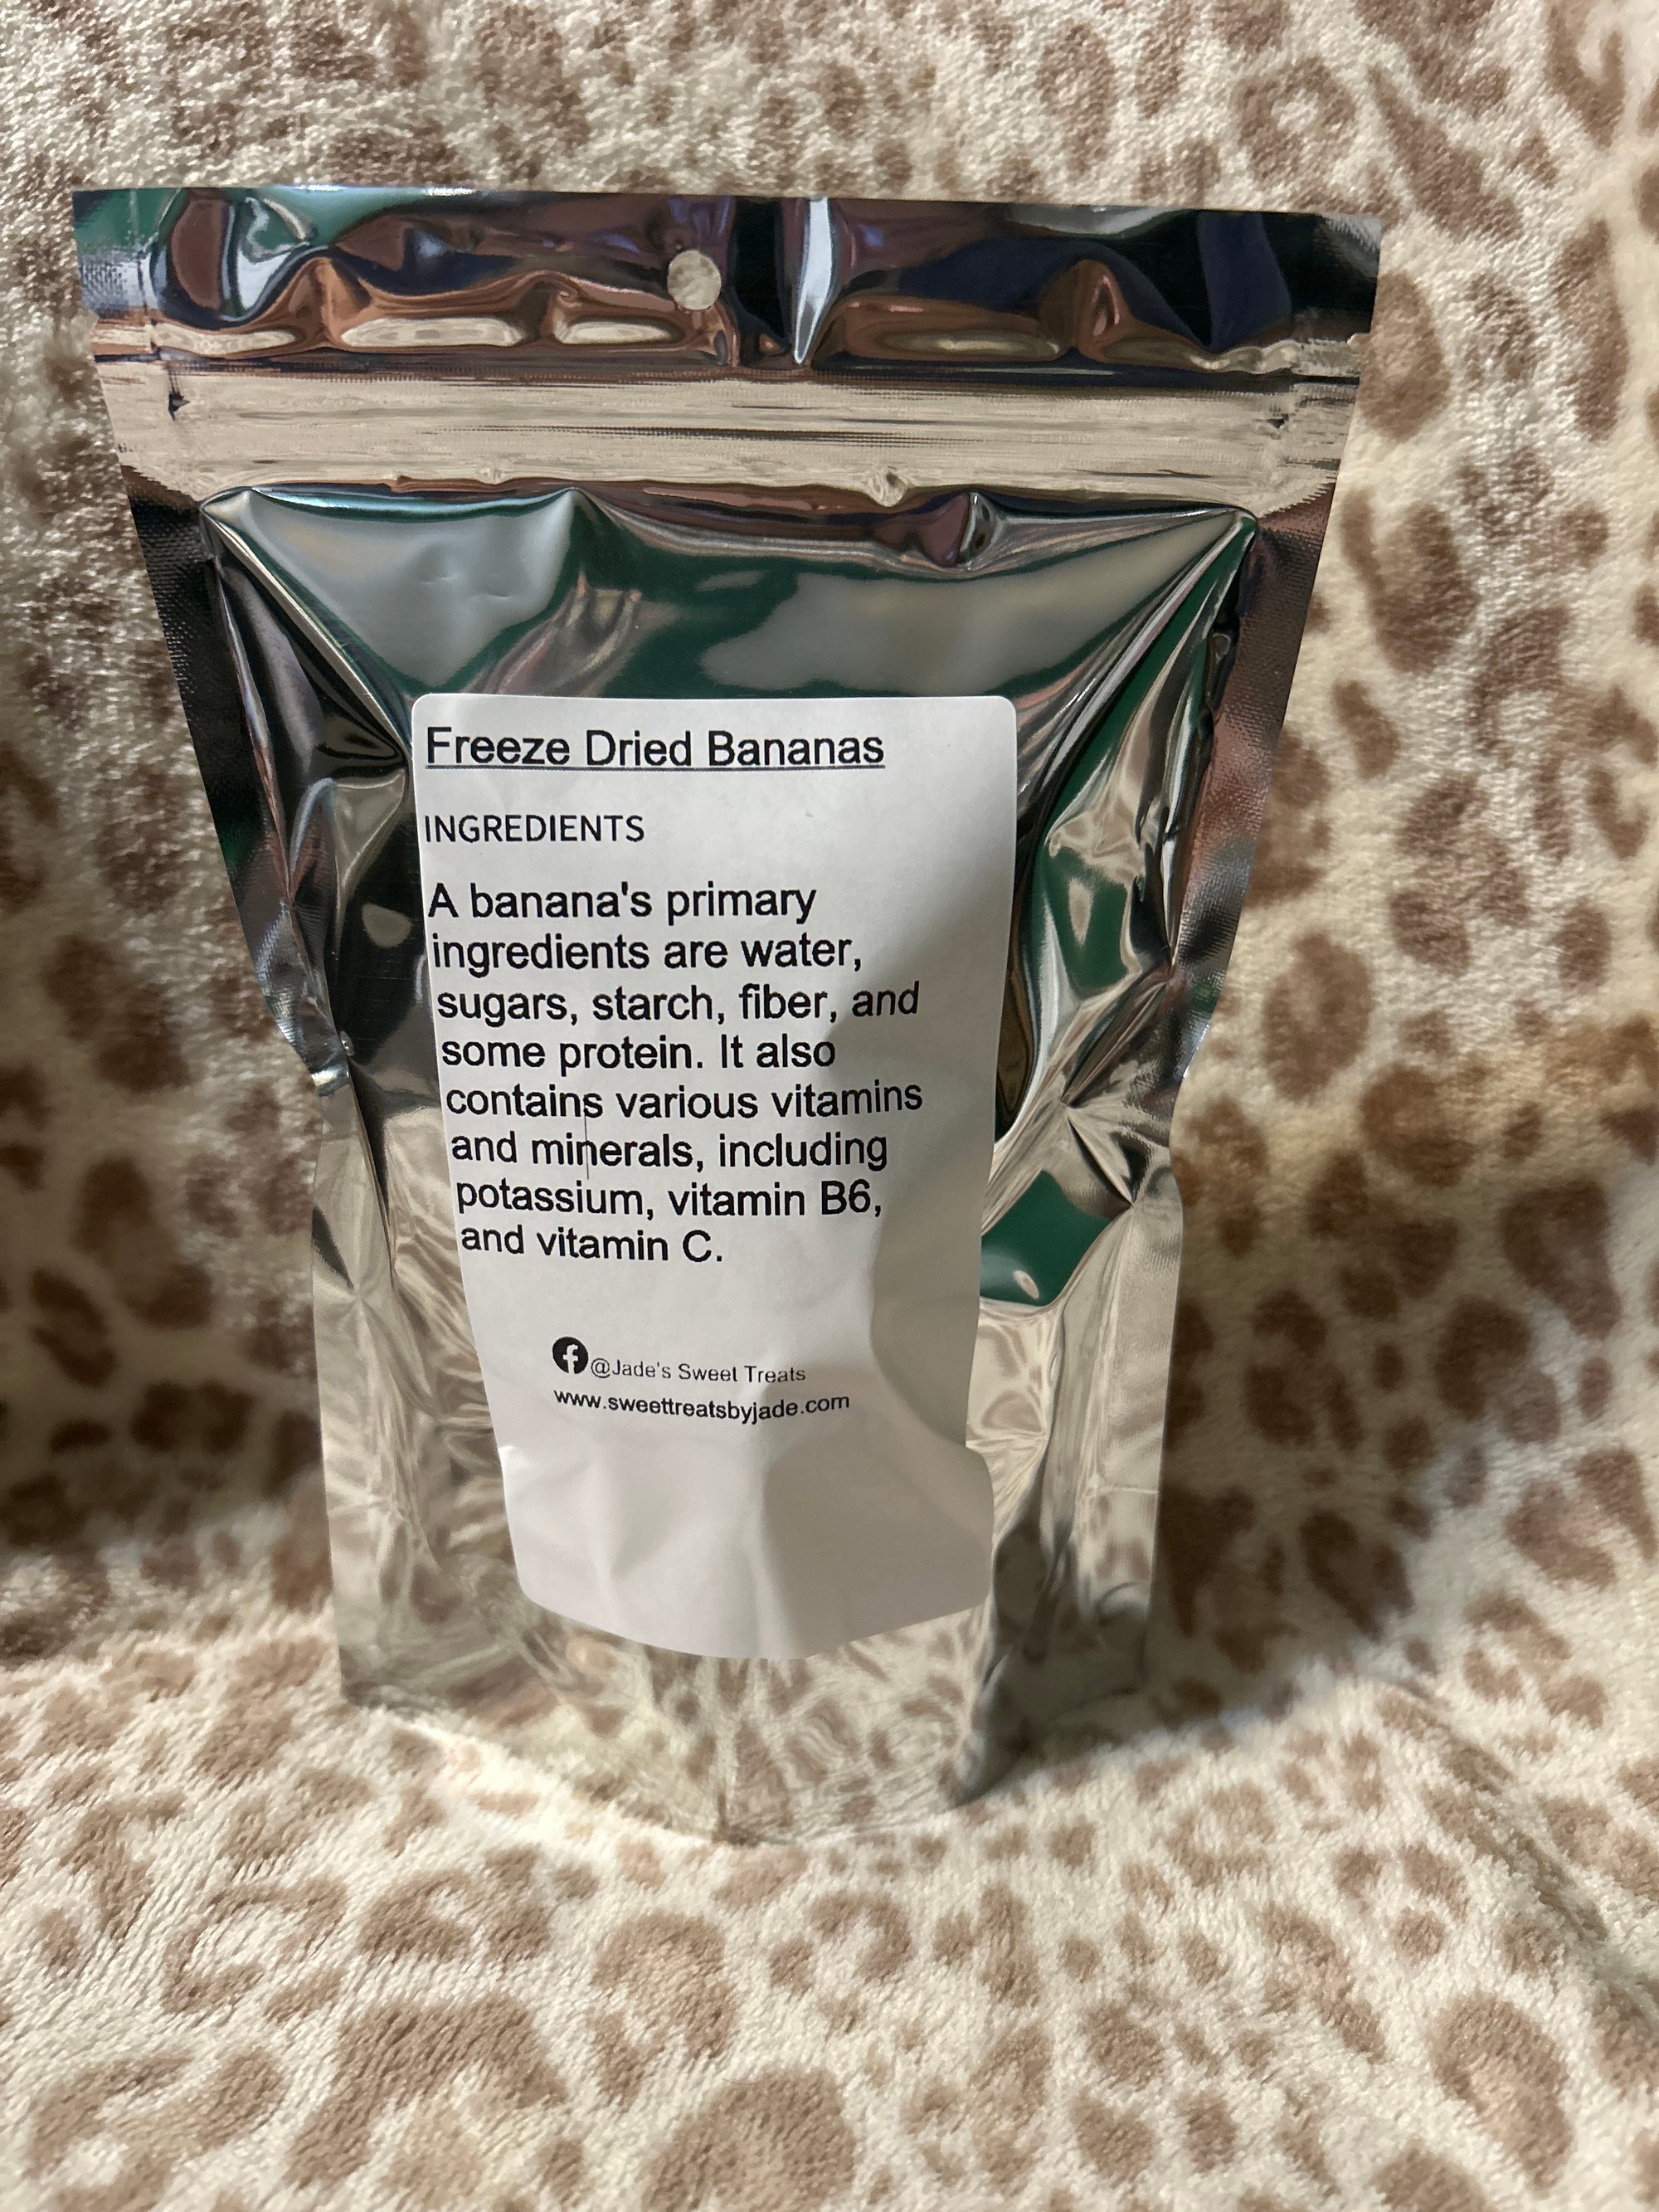 Freeze Dried Bananas
INGREDIENTS
A banana's primary
ingredients are water,
sugars, starch, fiber, and
some protein. It also
contains various vitamins
and minerals, including
potassium, vitamin B6,
and vitamin C.
@Jade's Sweet Treats
www.sweettreatsbyjade.com